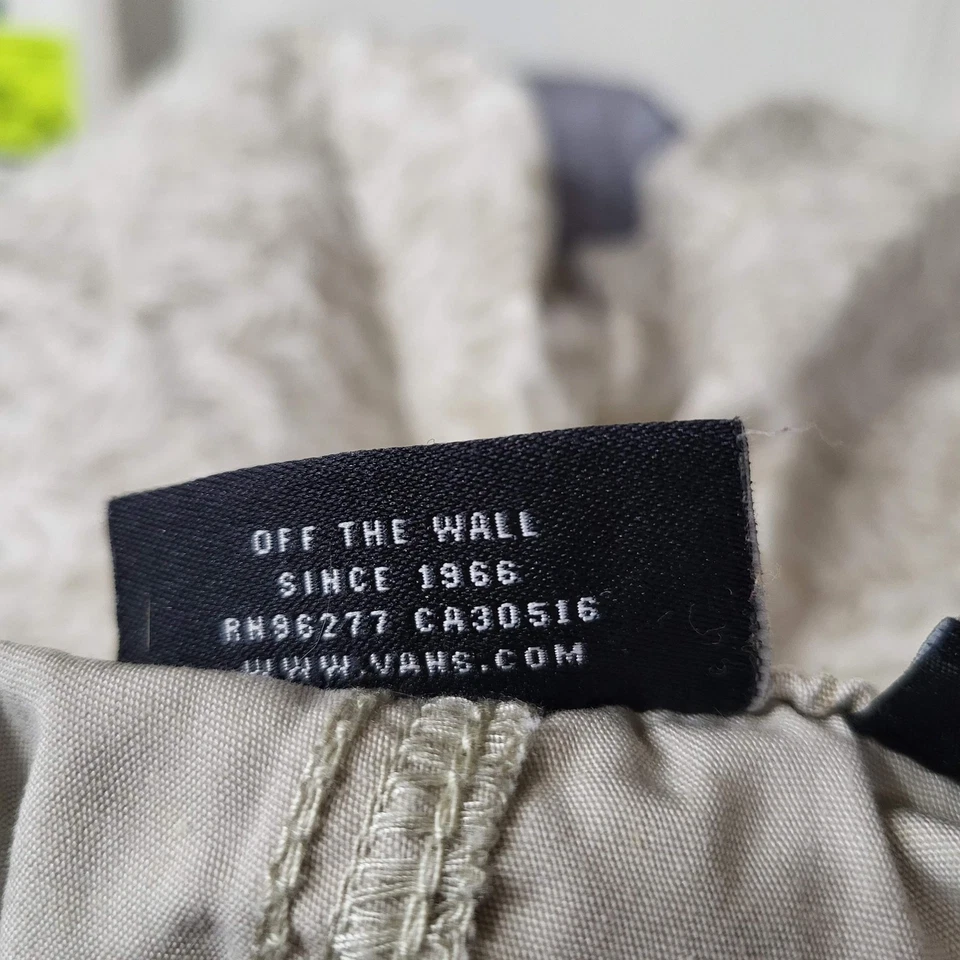 OFF THE WALL
SINCE 1966
RN96277 CA30516
WWW.VANS.COM